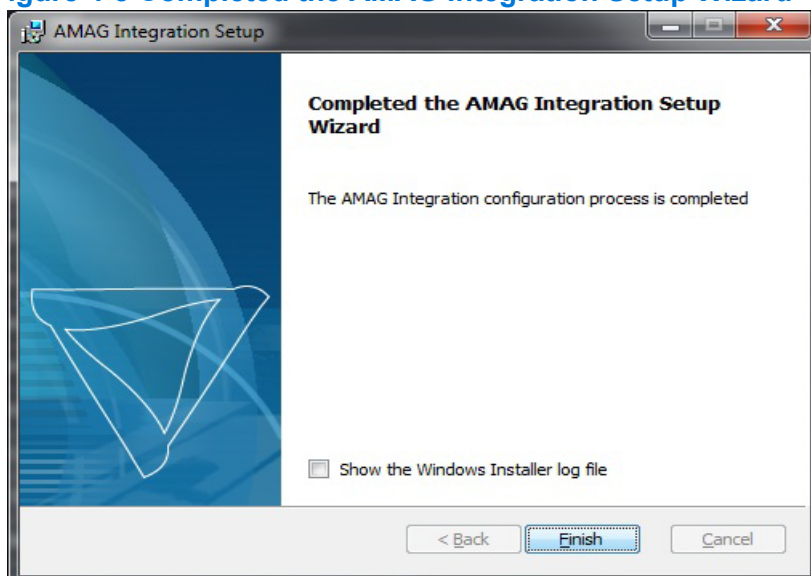 AMAG Integration Setup
Completed the AMAG Integration Setup
Wizard
The AMAG Integration configuration process is completed
Show the Windows Installer log file
< Back Finish Cancel